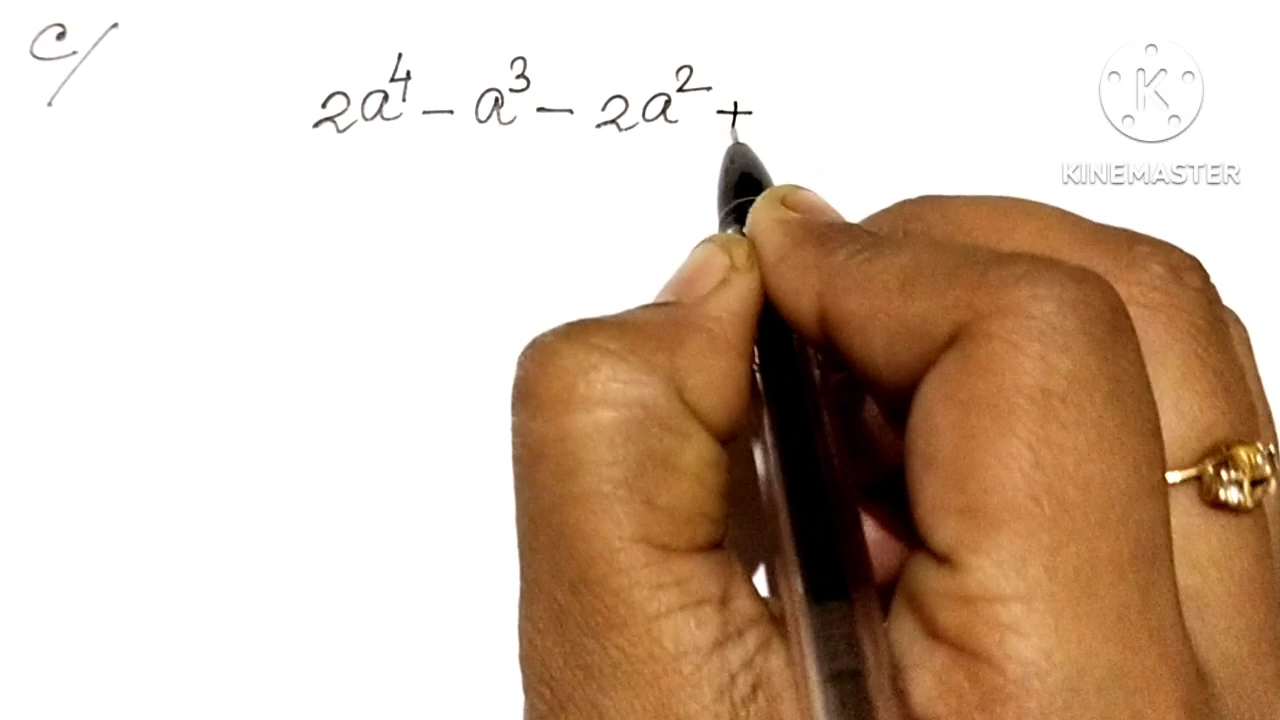 c/
2a⁴ - a³ - 2a² +
K
KINEMASTER